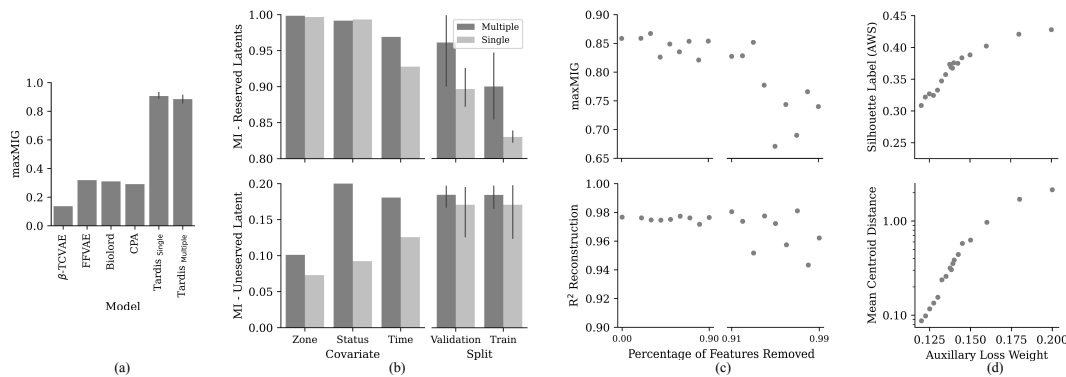 maxMIG
1.0
0.8
0.6
0.4
0.2
0.0
β-TCVAE
FFVAE
Biolord
CPA
Tardis Single
Tardis Multiple
Model
(a)
MI - Reserved Latents
1.00
0.95
0.90
0.85
0.80
Multiple
Single
MI - Uneserved Latent
0.20
0.15
0.10
0.05
0.00
Zone Status Time Validation Train
Covariate Split
(b)
maxMIG
0.90
0.85
0.80
0.75
0.70
0.65
R² Reconstruction
1.00
0.98
0.96
0.94
0.92
0.90
0.00 0.90 0.91 0.99
Percentage of Features Removed
(c)
Silhouette Label (AWS)
0.45
0.40
0.35
0.30
0.25
Mean Centroid Distance
1.00
0.10
0.125 0.150 0.175 0.200
Auxillary Loss Weight
(d)